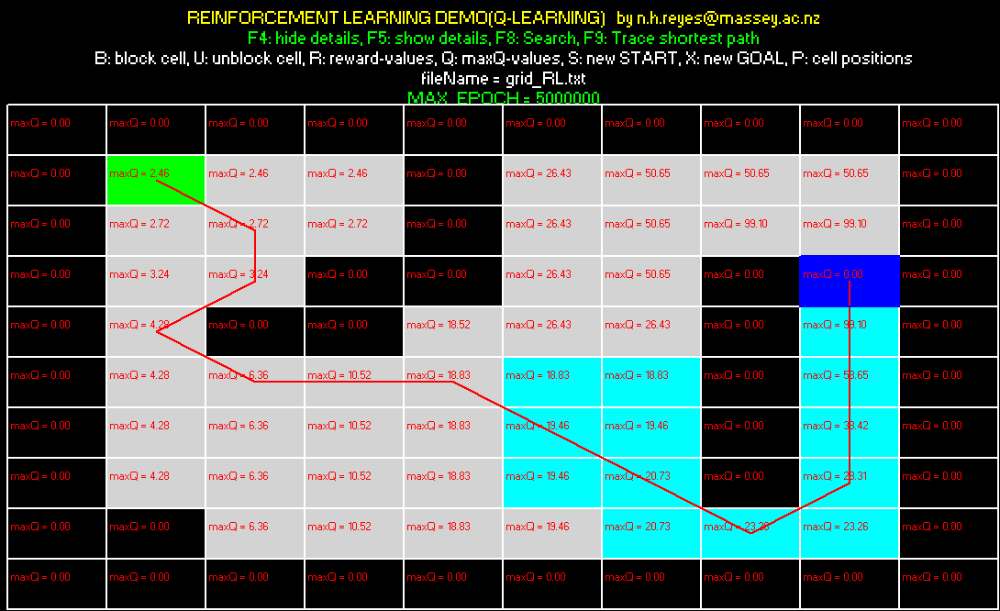 REINFORCEMENT LEARNING DEMO(Q-LEARNING) by n.h.reyes@massey.ac.nz
F4: hide details, F5: show details, F8: Search, F9: Trace shortest path
B: block cell, U: unblock cell, R: reward-values, Q: maxQ-values, S: new START, X: new GOAL, P: cell positions
fileName = grid_RL.txt
MAX_EPOCH = 5000000
maxQ = 0.00 maxQ = 0.00 maxQ = 0.00 maxQ = 0.00 maxQ = 0.00 maxQ = 0.00 maxQ = 0.00 maxQ = 0.00 maxQ = 0.00 maxQ = 0.00
maxQ = 0.00 maxQ = 2.46 maxQ = 2.46 maxQ = 2.46 maxQ = 0.00 maxQ = 26.43 maxQ = 50.65 maxQ = 50.65 maxQ = 50.65 maxQ = 0.00
maxQ = 0.00 maxQ = 2.72 maxQ = 2.72 maxQ = 2.72 maxQ = 0.00 maxQ = 26.43 maxQ = 50.65 maxQ = 99.10 maxQ = 99.10 maxQ = 0.00
maxQ = 0.00 maxQ = 3.24 maxQ = 3.24 maxQ = 0.00 maxQ = 0.00 maxQ = 26.43 maxQ = 50.65 maxQ = 0.00 maxQ = 0.00 maxQ = 0.00
maxQ = 0.00 maxQ = 4.28 maxQ = 0.00 maxQ = 0.00 maxQ = 18.52 maxQ = 26.43 maxQ = 26.43 maxQ = 0.00 maxQ = 99.10 maxQ = 0.00
maxQ = 0.00 maxQ = 4.28 maxQ = 6.36 maxQ = 10.52 maxQ = 18.83 maxQ = 18.83 maxQ = 18.83 maxQ = 0.00 maxQ = maxQ = 0.00
maxQ = 0.00 maxQ = 4.28 maxQ = 6.36 maxQ = 10.52 maxQ = 18.83 maxQ = 19.46 maxQ = 19.46 maxQ = 0.00 maxQ = maxQ = 0.00
maxQ = 0.00 maxQ = 4.28 maxQ = 6.36 maxQ = 10.52 maxQ = 18.83 maxQ = 19.46 maxQ = 20.73 maxQ = 0.00 maxQ = maxQ = 0.00
maxQ = 0.00 maxQ = 0.00 maxQ = 6.36 maxQ = 10.52 maxQ = 18.83 maxQ = 19.46 maxQ = 20.73 maxQ = maxQ = 23.26 maxQ = 0.00
maxQ = 0.00 maxQ = 0.00 maxQ = 0.00 maxQ = 0.00 maxQ = 0.00 maxQ = 0.00 maxQ = 0.00 maxQ = 0.00 maxQ = 0.00 maxQ = 0.00